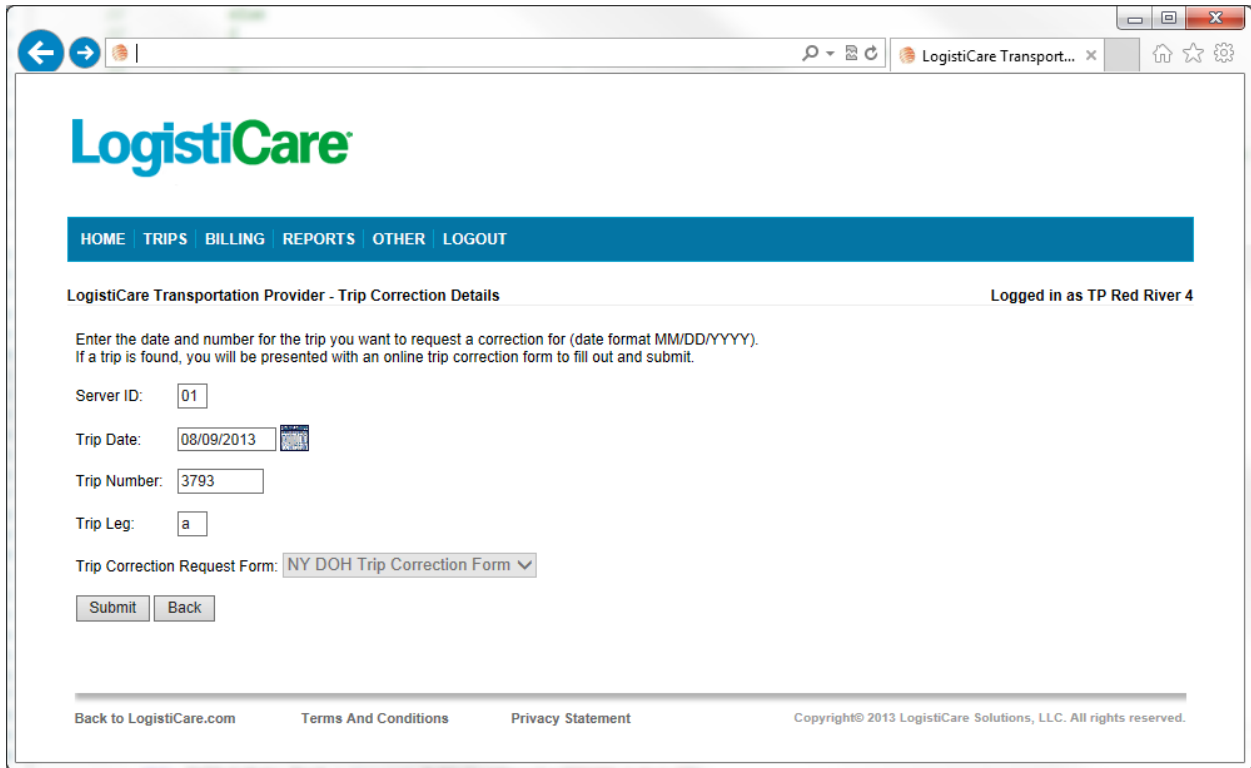 LogistiCare Transport...
LogistiCare
HOME TRIPS BILLING REPORTS OTHER LOGOUT
LogistiCare Transportation Provider - Trip Correction Details Logged in as TP Red River 4
Enter the date and number for the trip you want to request a correction for (date format MM/DD/YYYY).
If a trip is found, you will be presented with an online trip correction form to fill out and submit.
Server ID: 01
Trip Date: 08/09/2013
Trip Number: 3793
Trip Leg: a
Trip Correction Request Form: NY DOH Trip Correction Form
Submit Back
Back to LogistiCare.com Terms And Conditions Privacy Statement Copyright© 2013 LogistiCare Solutions, LLC. All rights reserved.